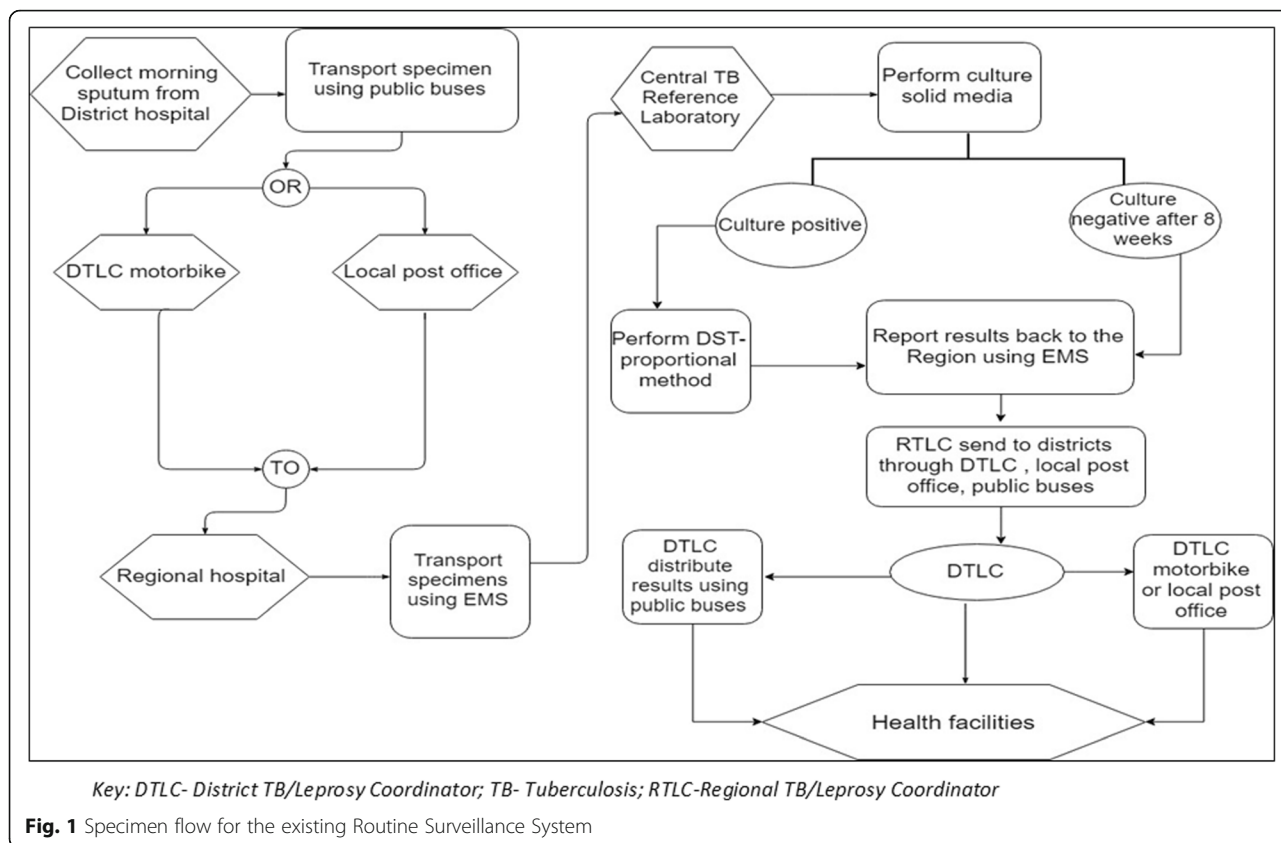 Collect morning
sputum from
District hospital
Transport specimen
using public buses
OR
DTLC motorbike
Local post office
TO
Regional hospital
Transport
specimens
using EMS
Central TB
Reference
Laboratory
Perform culture
solid media
Culture positive
Culture
negative after 8
weeks
Perform DST-
proportional
method
Report results back to the
Region using EMS
RTLC send to districts
through DTLC , local post
office, public buses
DTLC
distribute
results using
public buses
DTLC
DTLC
motorbike
or local post
office
Health facilities
Key: DTLC- District TB/Leprosy Coordinator; TB- Tuberculosis; RTLC-Regional TB/Leprosy Coordinator
Fig. 1 Specimen flow for the existing Routine Surveillance System